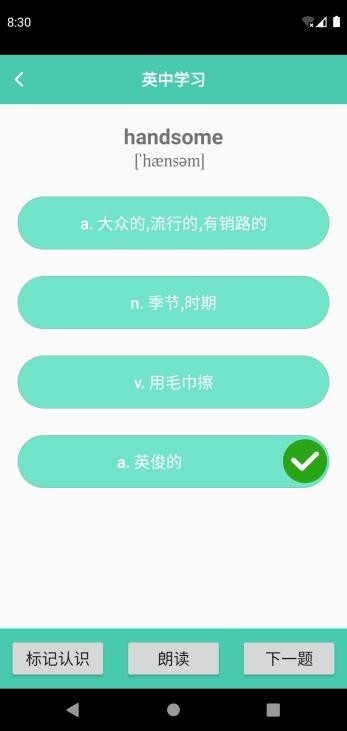 8:30
英中学习
handsome
[ˈhænsəm]
a. 大众的,流行的,有销路的
n. 季节,时期
v. 用毛巾擦
a. 英俊的
标记认识 朗读 下一题